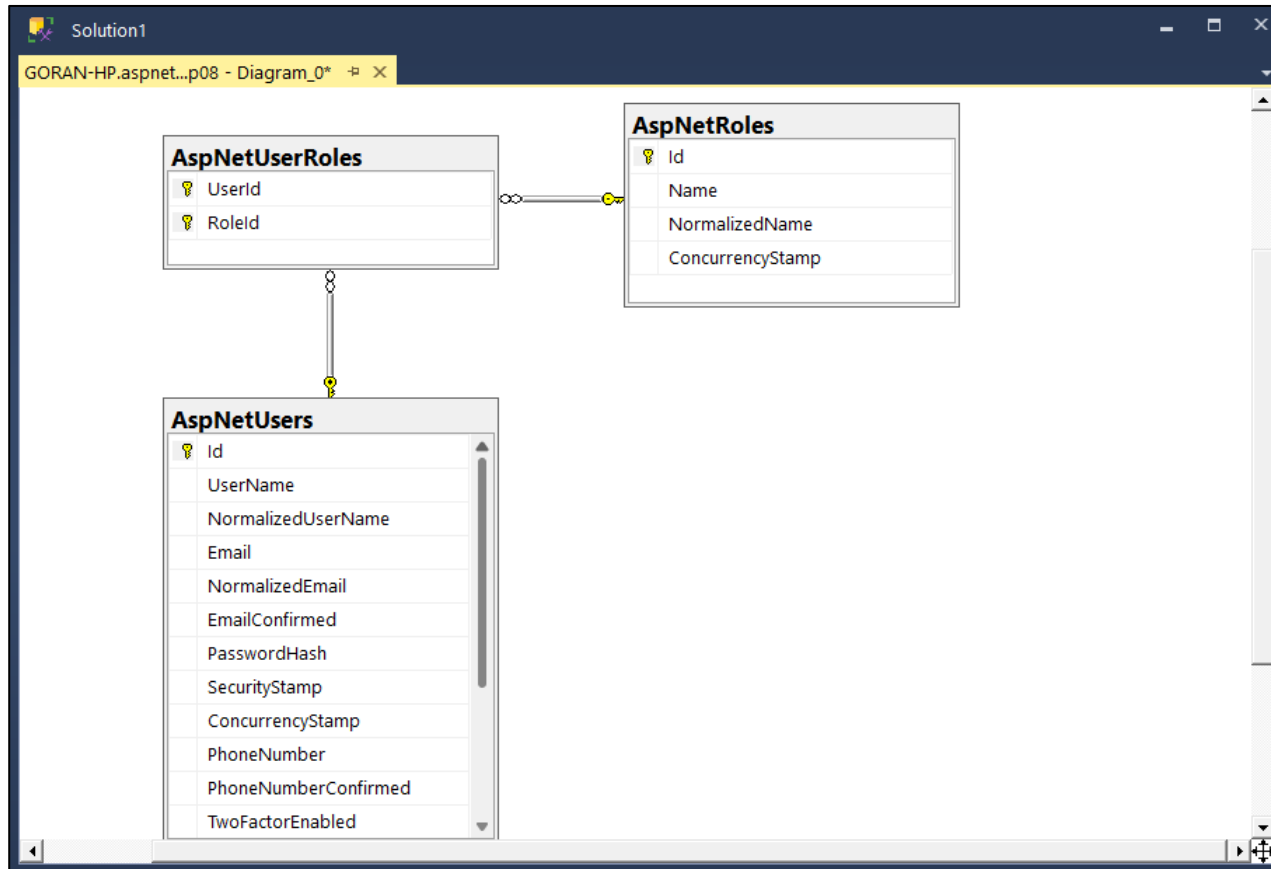 Solution1
GORAN-HP.aspnet...p08 - Diagram_0*
AspNetUserRoles
UserId
RoleId
AspNetRoles
Id
Name
NormalizedName
ConcurrencyStamp
AspNetUsers
Id
UserName
NormalizedUserName
Email
NormalizedEmail
EmailConfirmed
PasswordHash
SecurityStamp
ConcurrencyStamp
PhoneNumber
PhoneNumberConfirmed
TwoFactorEnabled